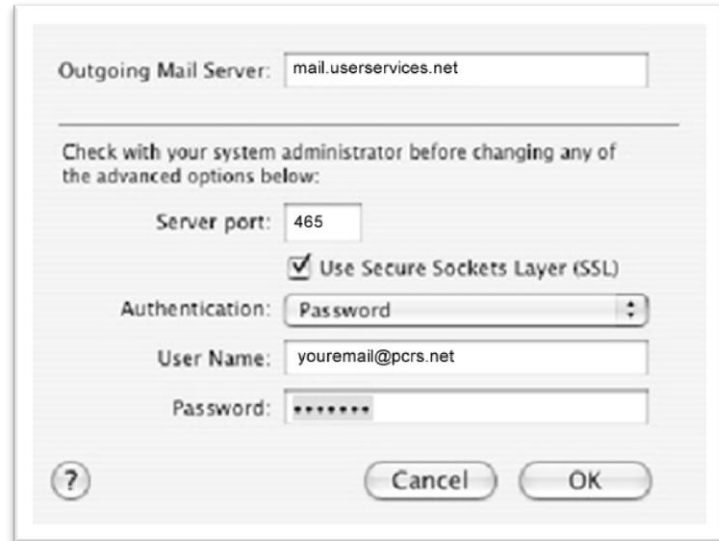 Outgoing Mail Server: mail.userservices.net
Check with your system administrator before changing any of
the advanced options below:
Server port: 465
Use Secure Sockets Layer (SSL)
Authentication: Password
User Name: youremail@pcrs.net
Password: •••••••
? Cancel OK